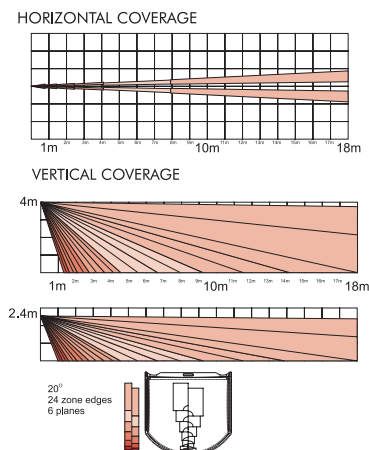 HORIZONTAL COVERAGE
1m 2m 3m 4m 5m 6m 7m 8m 9m 10m 11m 12m 13m 14m 15m 16m 17m 18m
VERTICAL COVERAGE
4m
1m 2m 3m 4m 5m 6m 7m 8m 9m 10m 11m 12m 13m 14m 15m 16m 17m 18m
2.4m
20°
24 zone edges
6 planes